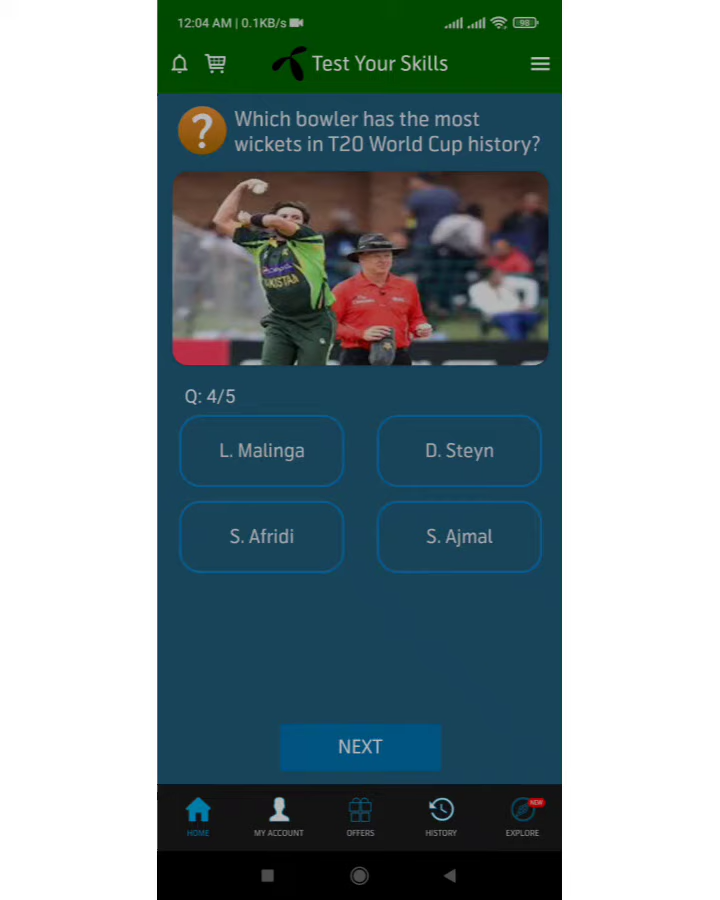 12:04 AM | 0.1KB/s
98
Test Your Skills
?
Which bowler has the most
wickets in T20 World Cup history?
PAKISTAN
Q: 4/5
L. Malinga
D. Steyn
S. Afridi
S. Ajmal
NEXT
NEW
HOME
MY ACCOUNT
OFFERS
HISTORY
EXPLORE